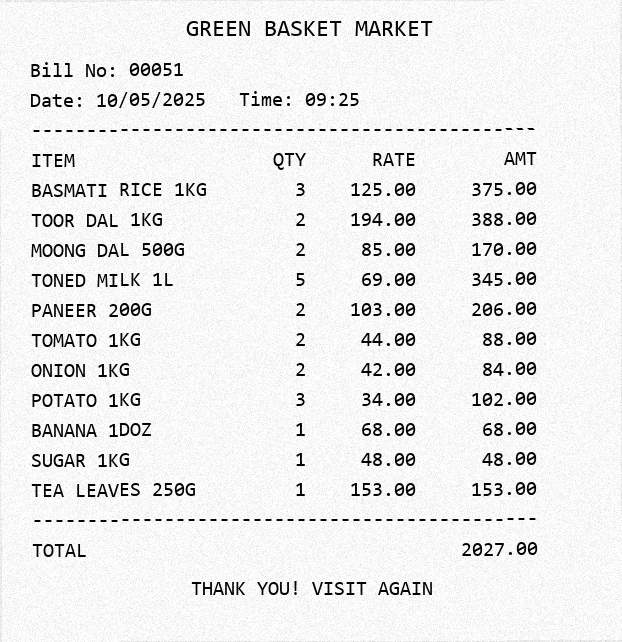 GREEN BASKET MARKET
Bill No: 00051
Date: 10/05/2025   Time: 09:25
----------------------------------------------
ITEM                  QTY      RATE        AMT
BASMATI RICE 1KG        3    125.00     375.00
TOOR DAL 1KG            2    194.00     388.00
MOONG DAL 500G          2     85.00     170.00
TONED MILK 1L           5     69.00     345.00
PANEER 200G             2    103.00     206.00
TOMATO 1KG              2     44.00      88.00
ONION 1KG               2     42.00      84.00
POTATO 1KG              3     34.00     102.00
BANANA 1DOZ             1     68.00      68.00
SUGAR 1KG               1     48.00      48.00
TEA LEAVES 250G         1    153.00     153.00
----------------------------------------------
TOTAL                                  2027.00
THANK YOU! VISIT AGAIN